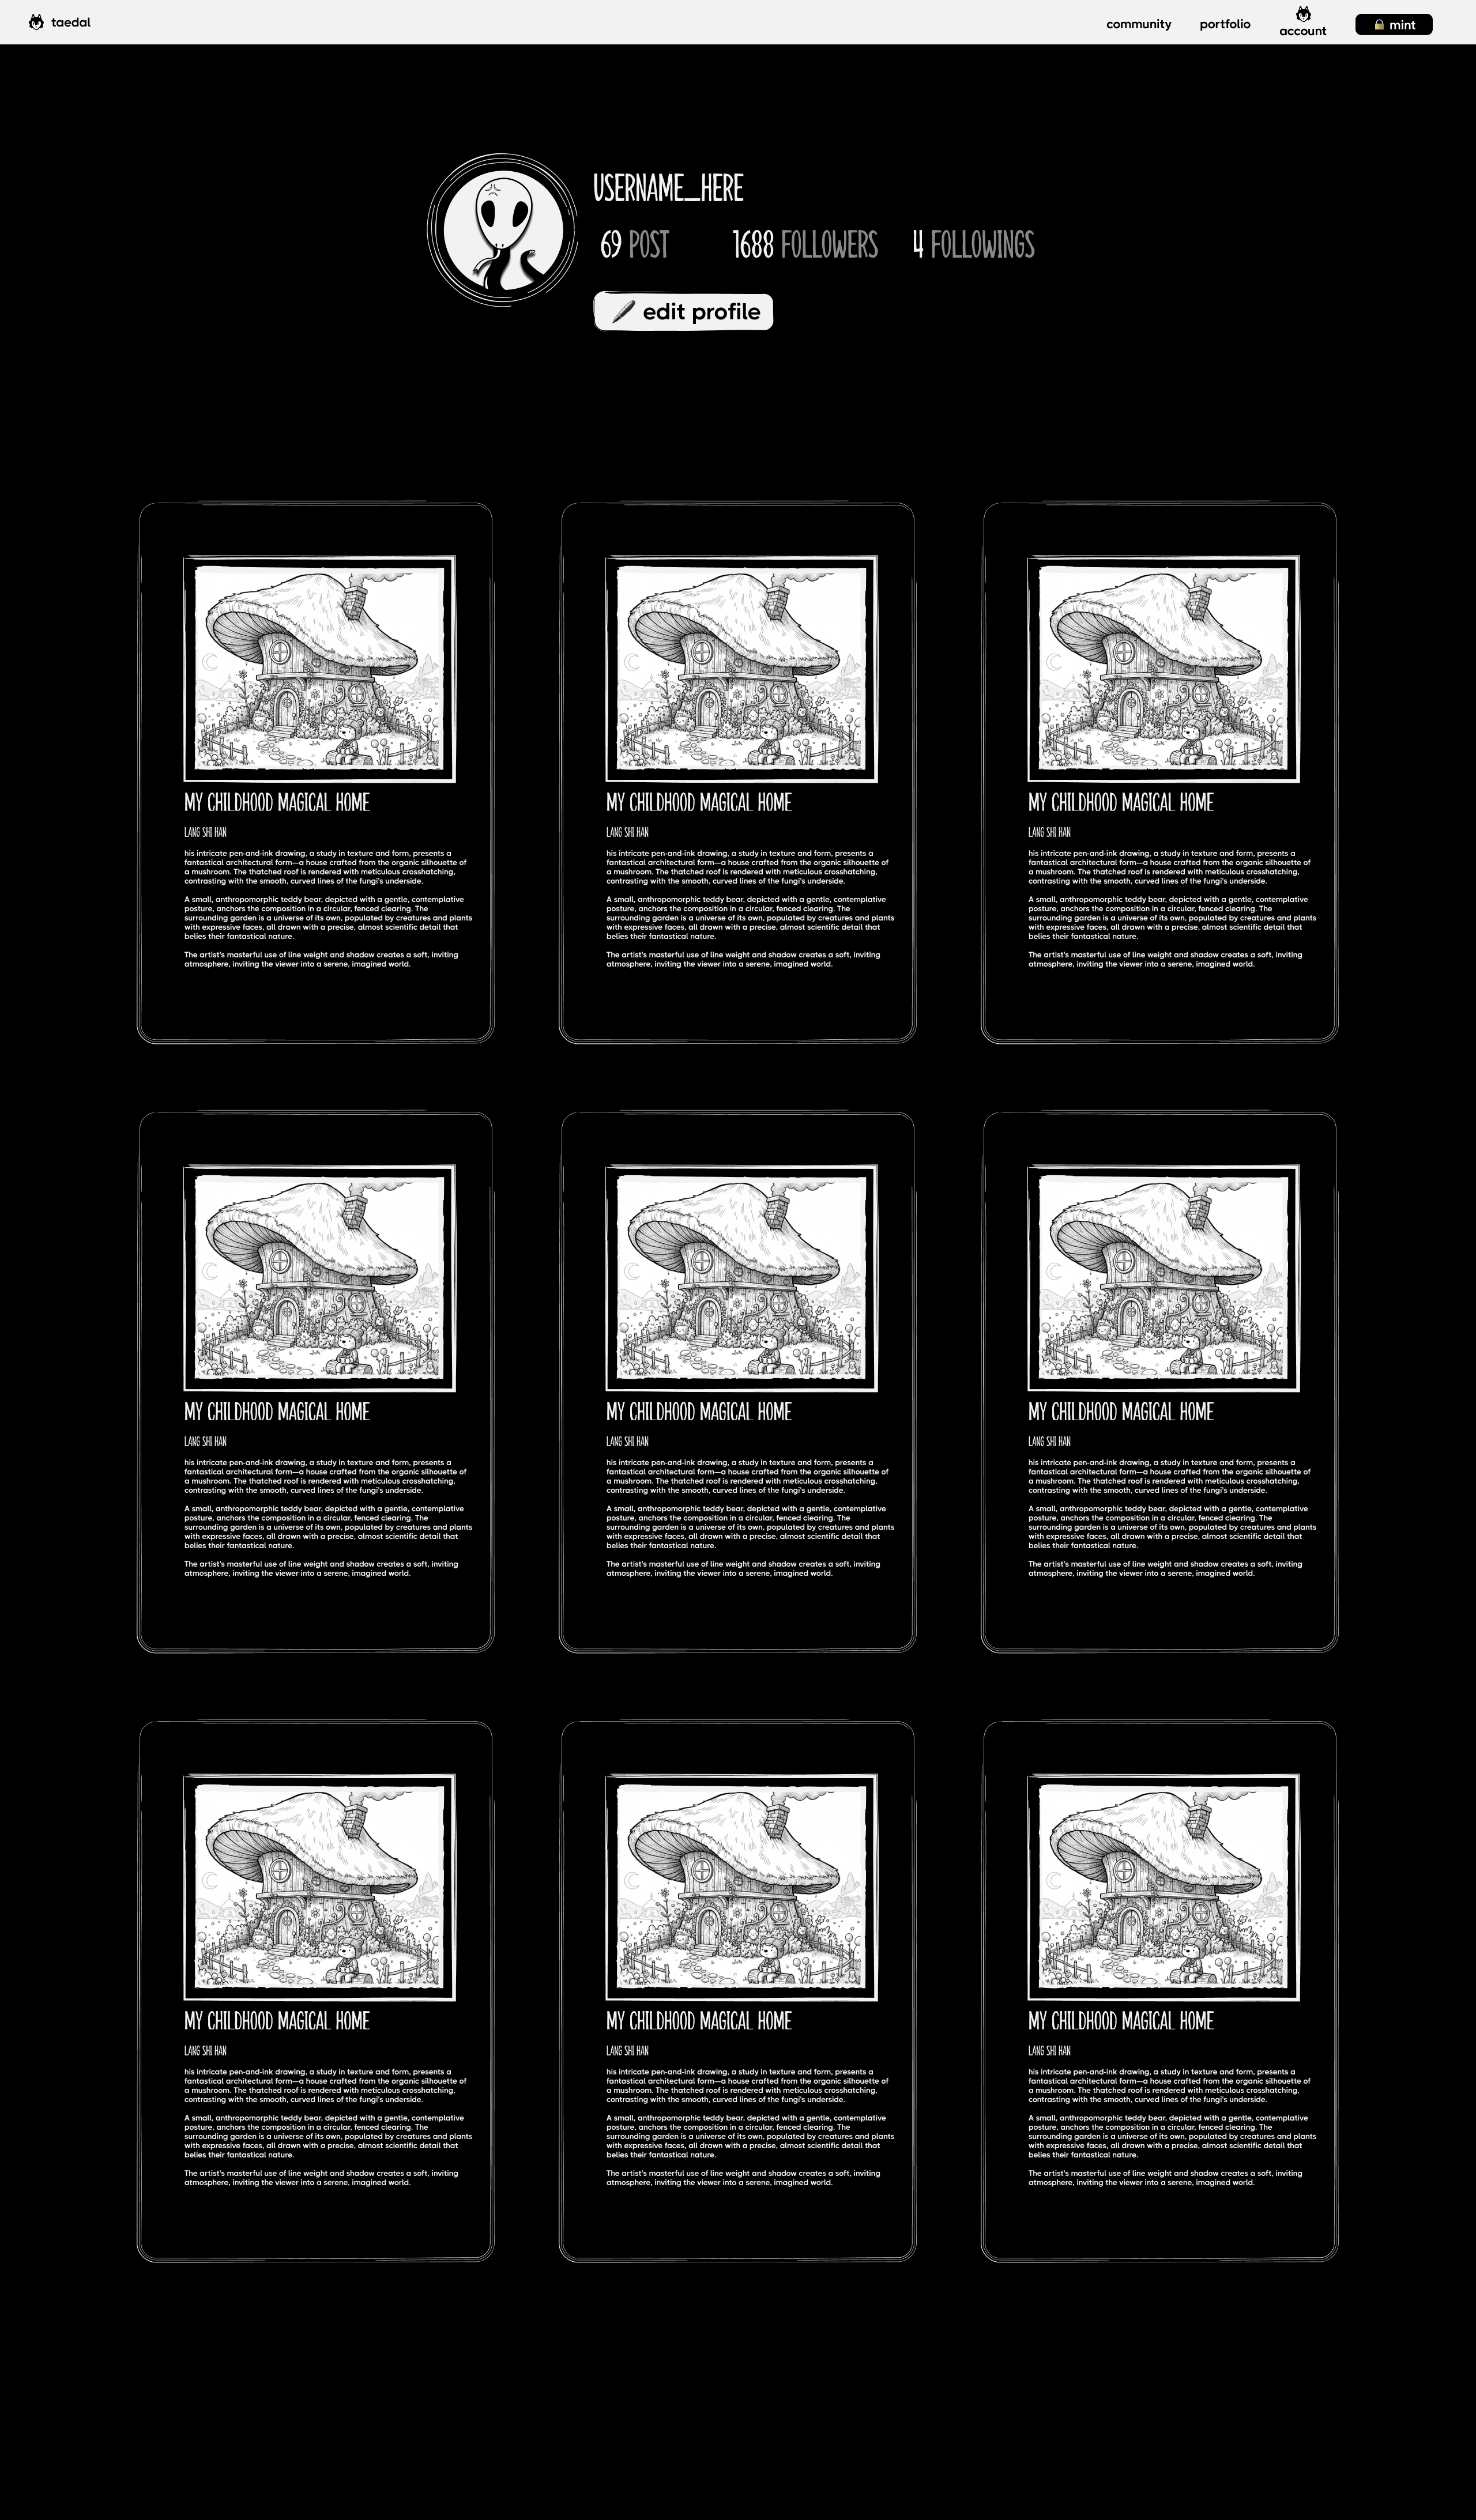 taedal
community
portfolio
account
mint
USERNAME_HERE
69 POST
1688 FOLLOWERS
4 FOLLOWINGS
edit profile
MY CHILDHOOD MAGICAL HOME
LANG SHI HAN
his intricate pen-and-ink drawing, a study in texture and form, presents a
fantastical architectural form—a house crafted from the organic silhouette of
a mushroom. The thatched roof is rendered with meticulous crosshatching,
contrasting with the smooth, curved lines of the fungi's underside.
A small, anthropomorphic teddy bear, depicted with a gentle, contemplative
posture, anchors the composition in a circular, fenced clearing. The
surrounding garden is a universe of its own, populated by creatures and plants
with expressive faces, all drawn with a precise, almost scientific detail that
belies their fantastical nature.
The artist's masterful use of line weight and shadow creates a soft, inviting
atmosphere, inviting the viewer into a serene, imagined world.
MY CHILDHOOD MAGICAL HOME
LANG SHI HAN
his intricate pen-and-ink drawing, a study in texture and form, presents a
fantastical architectural form—a house crafted from the organic silhouette of
a mushroom. The thatched roof is rendered with meticulous crosshatching,
contrasting with the smooth, curved lines of the fungi's underside.
A small, anthropomorphic teddy bear, depicted with a gentle, contemplative
posture, anchors the composition in a circular, fenced clearing. The
surrounding garden is a universe of its own, populated by creatures and plants
with expressive faces, all drawn with a precise, almost scientific detail that
belies their fantastical nature.
The artist's masterful use of line weight and shadow creates a soft, inviting
atmosphere, inviting the viewer into a serene, imagined world.
MY CHILDHOOD MAGICAL HOME
LANG SHI HAN
his intricate pen-and-ink drawing, a study in texture and form, presents a
fantastical architectural form—a house crafted from the organic silhouette of
a mushroom. The thatched roof is rendered with meticulous crosshatching,
contrasting with the smooth, curved lines of the fungi's underside.
A small, anthropomorphic teddy bear, depicted with a gentle, contemplative
posture, anchors the composition in a circular, fenced clearing. The
surrounding garden is a universe of its own, populated by creatures and plants
with expressive faces, all drawn with a precise, almost scientific detail that
belies their fantastical nature.
The artist's masterful use of line weight and shadow creates a soft, inviting
atmosphere, inviting the viewer into a serene, imagined world.
MY CHILDHOOD MAGICAL HOME
LANG SHI HAN
his intricate pen-and-ink drawing, a study in texture and form, presents a
fantastical architectural form—a house crafted from the organic silhouette of
a mushroom. The thatched roof is rendered with meticulous crosshatching,
contrasting with the smooth, curved lines of the fungi's underside.
A small, anthropomorphic teddy bear, depicted with a gentle, contemplative
posture, anchors the composition in a circular, fenced clearing. The
surrounding garden is a universe of its own, populated by creatures and plants
with expressive faces, all drawn with a precise, almost scientific detail that
belies their fantastical nature.
The artist's masterful use of line weight and shadow creates a soft, inviting
atmosphere, inviting the viewer into a serene, imagined world.
MY CHILDHOOD MAGICAL HOME
LANG SHI HAN
his intricate pen-and-ink drawing, a study in texture and form, presents a
fantastical architectural form—a house crafted from the organic silhouette of
a mushroom. The thatched roof is rendered with meticulous crosshatching,
contrasting with the smooth, curved lines of the fungi's underside.
A small, anthropomorphic teddy bear, depicted with a gentle, contemplative
posture, anchors the composition in a circular, fenced clearing. The
surrounding garden is a universe of its own, populated by creatures and plants
with expressive faces, all drawn with a precise, almost scientific detail that
belies their fantastical nature.
The artist's masterful use of line weight and shadow creates a soft, inviting
atmosphere, inviting the viewer into a serene, imagined world.
MY CHILDHOOD MAGICAL HOME
LANG SHI HAN
his intricate pen-and-ink drawing, a study in texture and form, presents a
fantastical architectural form—a house crafted from the organic silhouette of
a mushroom. The thatched roof is rendered with meticulous crosshatching,
contrasting with the smooth, curved lines of the fungi's underside.
A small, anthropomorphic teddy bear, depicted with a gentle, contemplative
posture, anchors the composition in a circular, fenced clearing. The
surrounding garden is a universe of its own, populated by creatures and plants
with expressive faces, all drawn with a precise, almost scientific detail that
belies their fantastical nature.
The artist's masterful use of line weight and shadow creates a soft, inviting
atmosphere, inviting the viewer into a serene, imagined world.
MY CHILDHOOD MAGICAL HOME
LANG SHI HAN
his intricate pen-and-ink drawing, a study in texture and form, presents a
fantastical architectural form—a house crafted from the organic silhouette of
a mushroom. The thatched roof is rendered with meticulous crosshatching,
contrasting with the smooth, curved lines of the fungi's underside.
A small, anthropomorphic teddy bear, depicted with a gentle, contemplative
posture, anchors the composition in a circular, fenced clearing. The
surrounding garden is a universe of its own, populated by creatures and plants
with expressive faces, all drawn with a precise, almost scientific detail that
belies their fantastical nature.
The artist's masterful use of line weight and shadow creates a soft, inviting
atmosphere, inviting the viewer into a serene, imagined world.
MY CHILDHOOD MAGICAL HOME
LANG SHI HAN
his intricate pen-and-ink drawing, a study in texture and form, presents a
fantastical architectural form—a house crafted from the organic silhouette of
a mushroom. The thatched roof is rendered with meticulous crosshatching,
contrasting with the smooth, curved lines of the fungi's underside.
A small, anthropomorphic teddy bear, depicted with a gentle, contemplative
posture, anchors the composition in a circular, fenced clearing. The
surrounding garden is a universe of its own, populated by creatures and plants
with expressive faces, all drawn with a precise, almost scientific detail that
belies their fantastical nature.
The artist's masterful use of line weight and shadow creates a soft, inviting
atmosphere, inviting the viewer into a serene, imagined world.
MY CHILDHOOD MAGICAL HOME
LANG SHI HAN
his intricate pen-and-ink drawing, a study in texture and form, presents a
fantastical architectural form—a house crafted from the organic silhouette of
a mushroom. The thatched roof is rendered with meticulous crosshatching,
contrasting with the smooth, curved lines of the fungi's underside.
A small, anthropomorphic teddy bear, depicted with a gentle, contemplative
posture, anchors the composition in a circular, fenced clearing. The
surrounding garden is a universe of its own, populated by creatures and plants
with expressive faces, all drawn with a precise, almost scientific detail that
belies their fantastical nature.
The artist's masterful use of line weight and shadow creates a soft, inviting
atmosphere, inviting the viewer into a serene, imagined world.